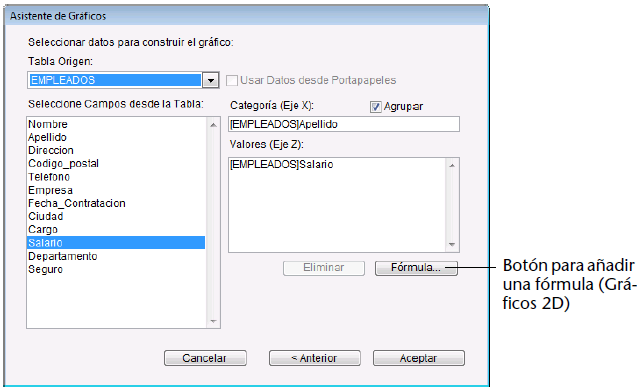 Asistente de Gráficos
Seleccionar datos para construir el gráfico:
Tabla Origen:
EMPLEADOS
Usar Datos desde Portapapeles
Seleccione Campos desde la Tabla:
Nombre
Apellido
Direccion
Codigo_postal
Telefono
Empresa
Fecha_Contratacion
Ciudad
Cargo
Salario
Departamento
Seguro
Categoría (Eje X):
Agrupar
[EMPLEADOS]Apellido
Valores (Eje Z):
[EMPLEADOS]Salario
Eliminar
Fórmula...
Botón para añadir
una fórmula (Grá-
ficos 2D)
Cancelar
< Anterior
Aceptar